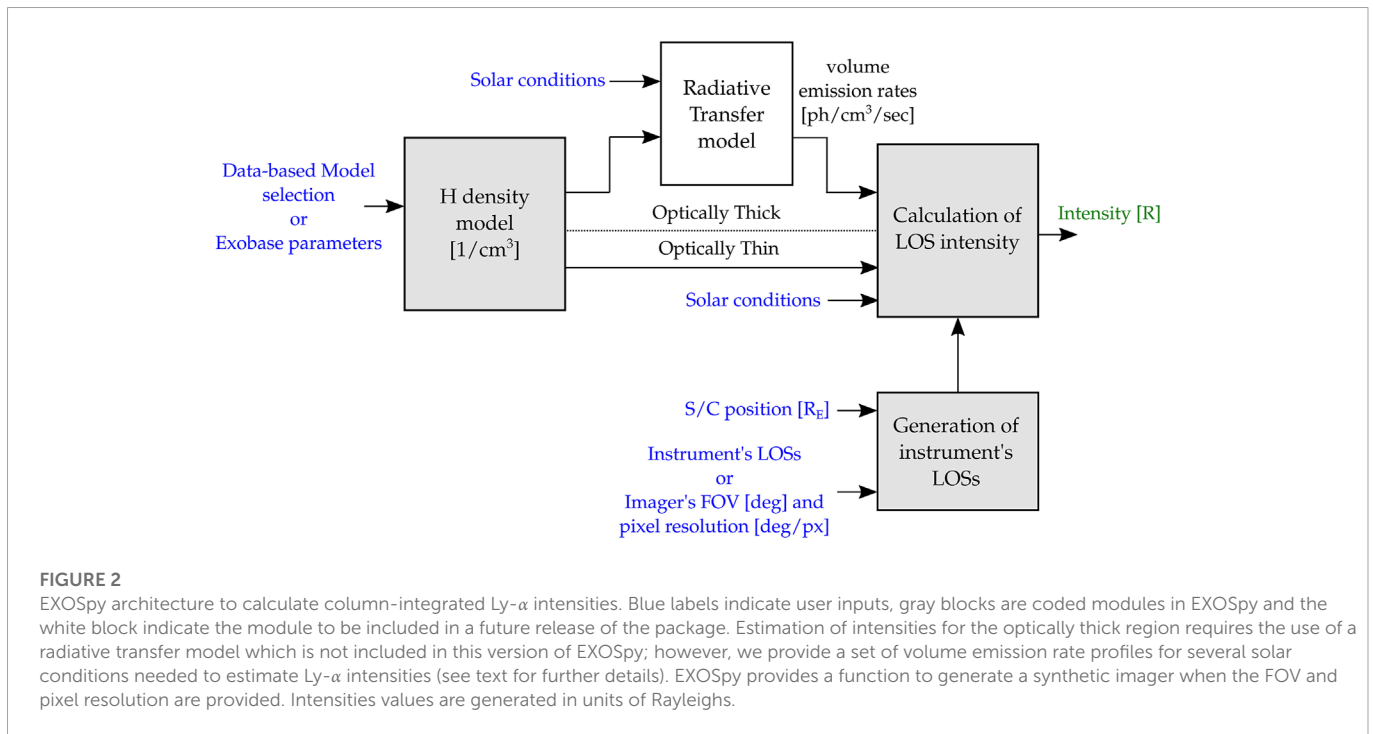 Solar conditions
Radiative
Transfer
model
volume
emission rates
[ph/cm³/sec]
Data-based Model
selection
or
Exobase parameters
H density
model
[1/cm³]
Optically Thick
Optically Thin
Solar conditions
Calculation of
LOS intensity
Intensity [R]
S/C position [R_E]
Instrument's LOSs
or
Imager's FOV [deg] and
pixel resolution [deg/px]
Generation of
instrument's
LOSs
FIGURE 2
EXOSpy architecture to calculate column-integrated Ly-α intensities. Blue labels indicate user inputs, gray blocks are coded modules in EXOSpy and the
white block indicate the module to be included in a future release of the package. Estimation of intensities for the optically thick region requires the use of a
radiative transfer model which is not included in this version of EXOSpy; however, we provide a set of volume emission rate profiles for several solar
conditions needed to estimate Ly-α intensities (see text for further details). EXOSpy provides a function to generate a synthetic imager when the FOV and
pixel resolution are provided. Intensities values are generated in units of Rayleighs.